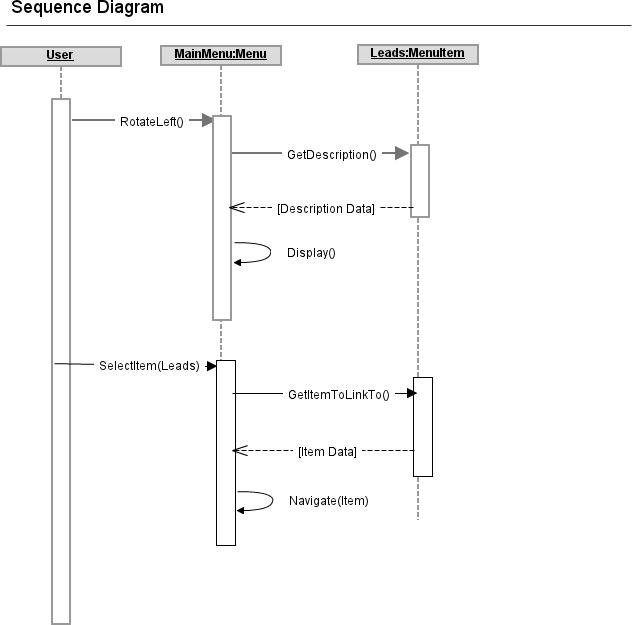 Sequence Diagram
User
MainMenu:Menu
Leads:MenuItem
RotateLeft()
GetDescription()
[Description Data]
Display()
SelectItem(Leads)
GetItemToLinkTo()
[Item Data]
Navigate(Item)